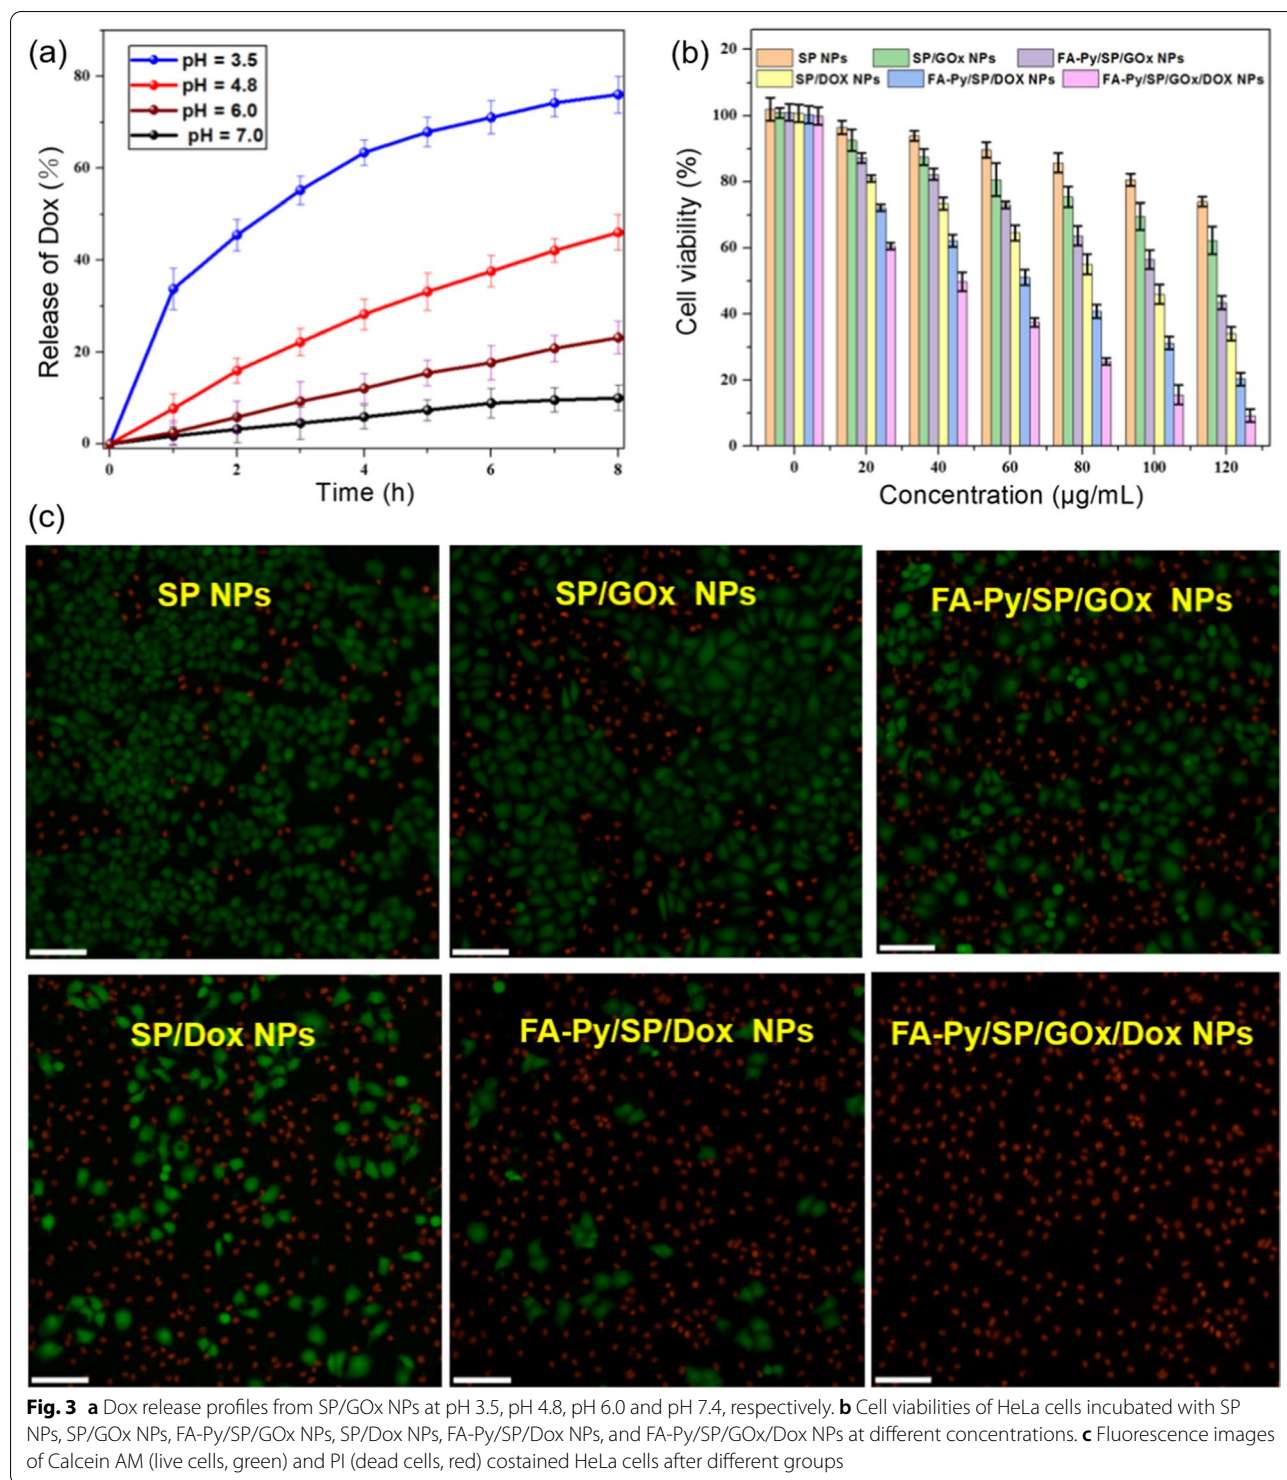 (a)
pH = 3.5
pH = 4.8
pH = 6.0
pH = 7.0
Release of Dox (%)
80
60
40
20
0
0 2 4 6 8
Time (h)
(b)
SP NPs SP/GOx NPs FA-Py/SP/GOx NPs
SP/DOX NPs FA-Py/SP/DOX NPs FA-Py/SP/GOx/DOX NPs
Cell viability (%)
20
100
80
60
40
20
0
0 20 40 60 80 100 120
Concentration (µg/mL)
(c)
SP NPs
SP/GOx NPs
FA-Py/SP/GOx NPs
SP/Dox NPs
FA-Py/SP/Dox NPs
FA-Py/SP/GOx/Dox NPs
Fig. 3 a Dox release profiles from SP/GOx NPs at pH 3.5, pH 4.8, pH 6.0 and pH 7.4, respectively. b Cell viabilities of HeLa cells incubated with SP
NPs, SP/GOx NPs, FA-Py/SP/GOx NPs, SP/Dox NPs, FA-Py/SP/Dox NPs, and FA-Py/SP/GOx/Dox NPs at different concentrations. c Fluorescence images
of Calcein AM (live cells, green) and PI (dead cells, red) costained HeLa cells after different groups